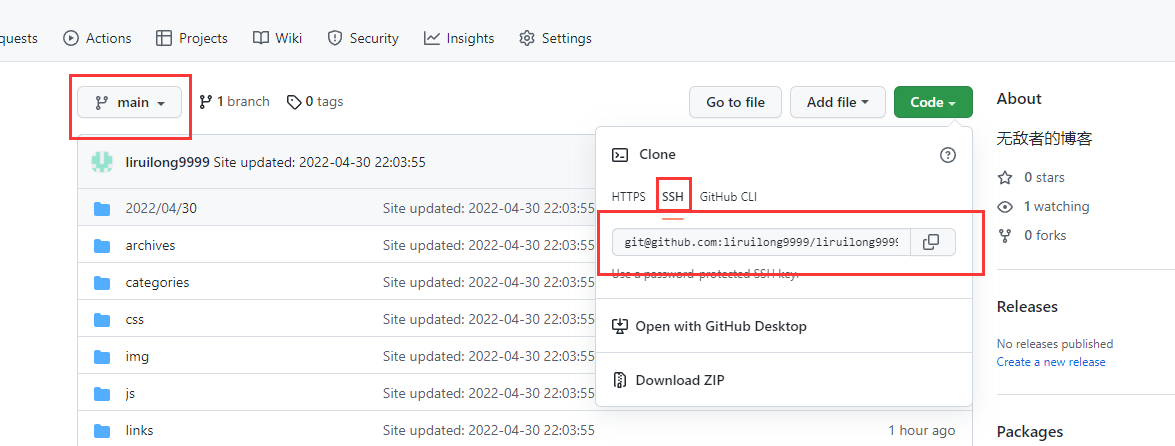 quests Actions Projects Wiki Security Insights Settings
main 1 branch 0 tags Go to file Add file Code
liruilong9999 Site updated: 2022-04-30 22:03:55
2022/04/30 Site updated: 2022-04-30 22:03:55
archives Site updated: 2022-04-30 22:03:55
categories Site updated: 2022-04-30 22:03:55
css Site updated: 2022-04-30 22:03:55
img Site updated: 2022-04-30 22:03:55
js Site updated: 2022-04-30 22:03:55
links Site updated: 2022-04-30 22:03:55 1 hour ago
Clone
HTTPS SSH GitHub CLI
git@github.com:liruilong9999/liruilong9999
Use a password-protected SSH key.
Open with GitHub Desktop
Download ZIP
About
无敌者的博客
0 stars
1 watching
0 forks
Releases
No releases published
Create a new release
Packages